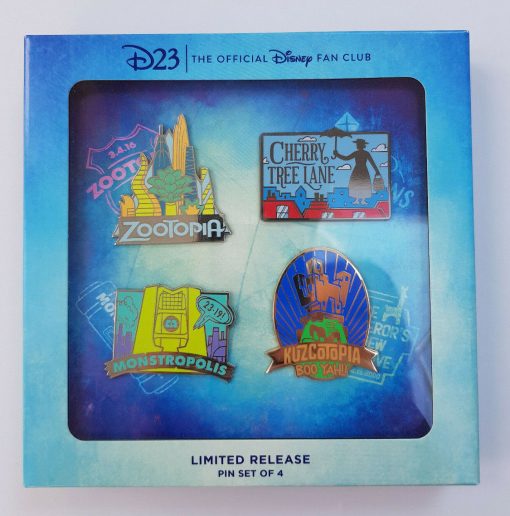 D23 | THE OFFICIAL Disney FAN CLUB
3.4.16
ZOOTOPIA
CHERRY
TREE LANE
23-19!
MONSTROPOLIS
KUZCOTOPIA
BOO YAH!!
LIMITED RELEASE
PIN SET OF 4